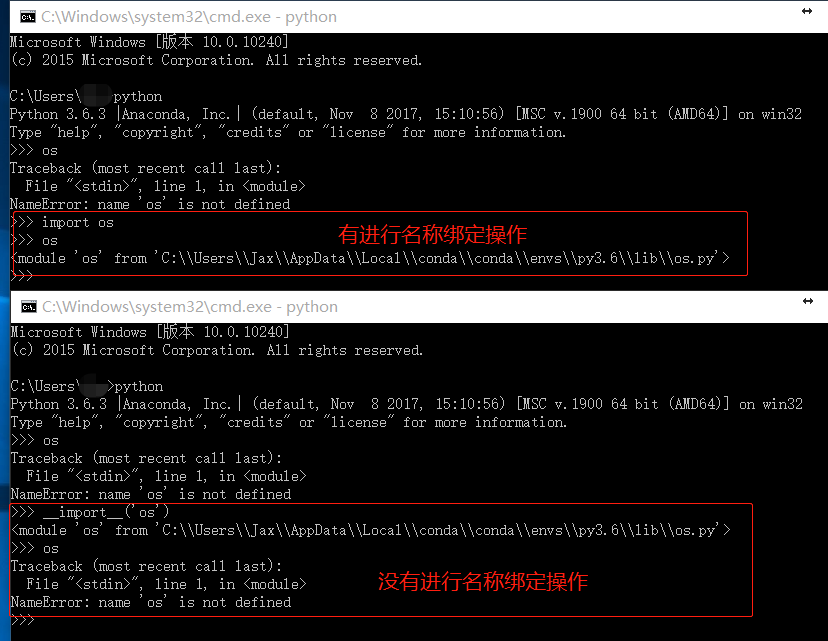 C:\Windows\system32\cmd.exe - python
Microsoft Windows [版本 10.0.10240]
(c) 2015 Microsoft Corporation. All rights reserved.
C:\Users\ python
Python 3.6.3 |Anaconda, Inc.| (default, Nov  8 2017, 15:10:56) [MSC v.1900 64 bit (AMD64)] on win32
Type "help", "copyright", "credits" or "license" for more information.
>>> os
Traceback (most recent call last):
  File "<stdin>", line 1, in <module>
NameError: name 'os' is not defined
>>> import os
有进行名称绑定操作
>>> os
<module 'os' from 'C:\\Users\\Jax\\AppData\\Local\\conda\\conda\\envs\\py3.6\\lib\\os.py'>
>>>
C:\Windows\system32\cmd.exe - python
Microsoft Windows [版本 10.0.10240]
(c) 2015 Microsoft Corporation. All rights reserved.
C:\Users\ >python
Python 3.6.3 |Anaconda, Inc.| (default, Nov  8 2017, 15:10:56) [MSC v.1900 64 bit (AMD64)] on win32
Type "help", "copyright", "credits" or "license" for more information.
>>> os
Traceback (most recent call last):
  File "<stdin>", line 1, in <module>
NameError: name 'os' is not defined
>>> __import__('os')
<module 'os' from 'C:\\Users\\Jax\\AppData\\Local\\conda\\conda\\envs\\py3.6\\lib\\os.py'>
>>> os
Traceback (most recent call last):
  File "<stdin>", line 1, in <module>
没有进行名称绑定操作
NameError: name 'os' is not defined
>>>